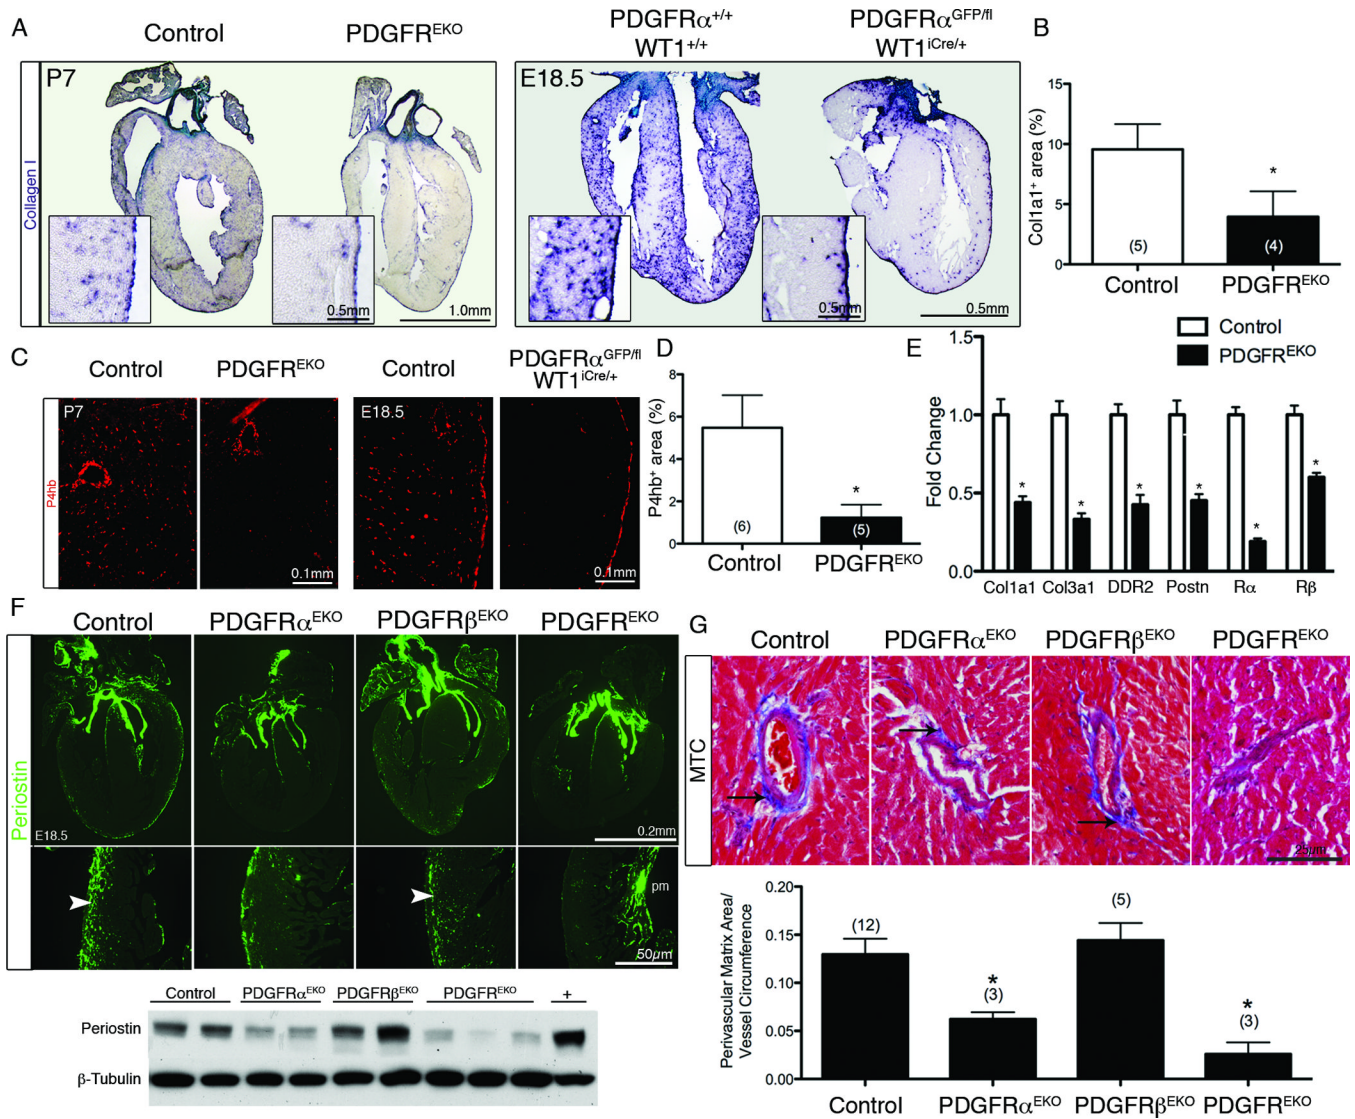 A
Control
PDGFR^EKO
PDGFRα^+/+
WT1^+/+
PDGFRα^GFP/fl
WT1^iCre/+
Collagen I
P7
0.5mm
1.0mm
E18.5
0.5mm
0.5mm
B
Col1a1⁺ area (%)
15
10
5
0
(5)
(4)
*
Control
PDGFR^EKO
C
Control
PDGFR^EKO
Control
PDGFRα^GFP/fl
WT1^iCre/+
P4hb
P7
0.1mm
E18.5
0.1mm
D
P4hb⁺ area (%)
8
6
4
2
0
(6)
*
(5)
Control
PDGFR^EKO
E
Control
PDGFR^EKO
Fold Change
1.5
1.0
0.5
0.0
* * * * * *
Col1a1 Col3a1 DDR2 Postn Rα Rβ
F
Control
PDGFRα^EKO
PDGFRβ^EKO
PDGFR^EKO
Periostin
E18.5
0.2mm
pm
50µm
Control PDGFRα^EKO PDGFRβ^EKO PDGFR^EKO +
Periostin
β-Tubulin
G
Control
PDGFRα^EKO
PDGFRβ^EKO
PDGFR^EKO
MTC
25µm
Perivascular Matrix Area/
Vessel Circumference
0.20
0.15
0.10
0.05
0.00
(12)
*
(3)
(5)
*
(3)
Control
PDGFRα^EKO
PDGFRβ^EKO
PDGFR^EKO